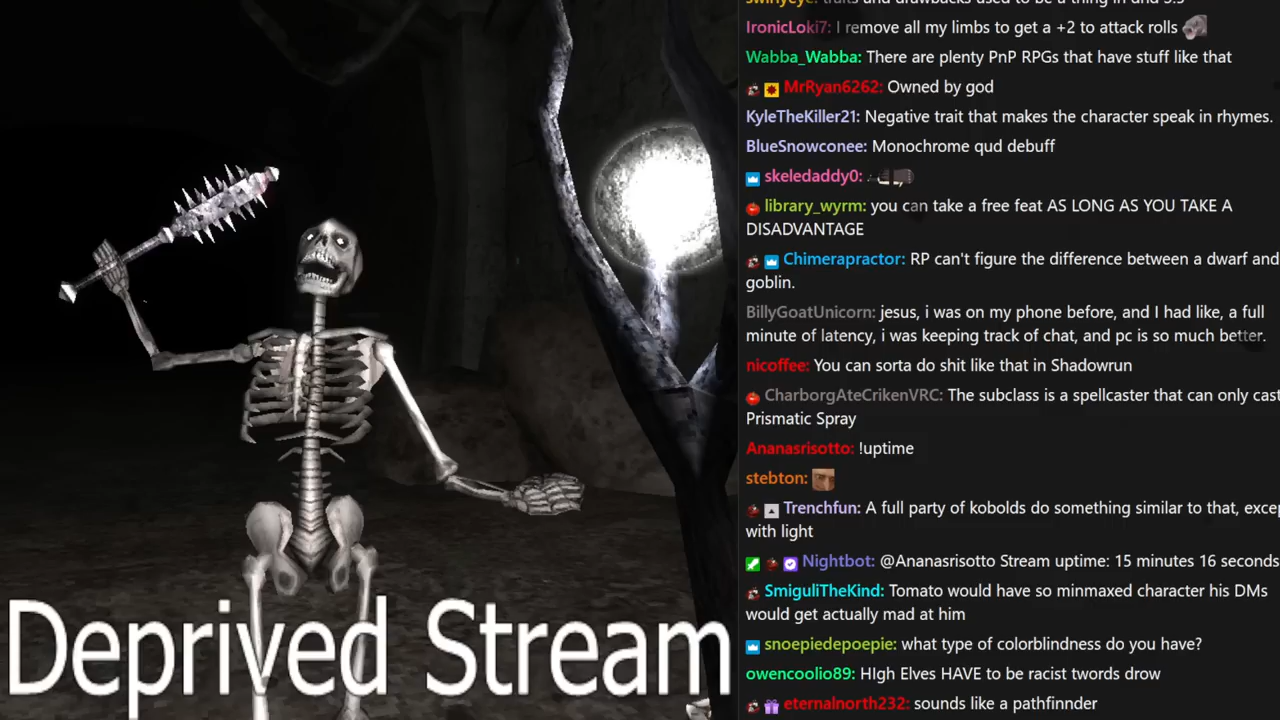 IronicLoki7: I remove all my limbs to get a +2 to attack rolls
Wabba_Wabba: There are plenty PnP RPGs that have stuff like that
MrRyan6262: Owned by god
KyleTheKiller21: Negative trait that makes the character speak in rhymes.
BlueSnowconee: Monochrome qud debuff
skeledaddy0:
library_wyrm: you can take a free feat AS LONG AS YOU TAKE A
DISADVANTAGE
Chimerapractor: RP can't figure the difference between a dwarf and
goblin.
BillyGoatUnicorn: jesus, i was on my phone before, and I had like, a full
minute of latency, i was keeping track of chat, and pc is so much better.
nicoffee: You can sorta do shit like that in Shadowrun
CharborgAteCrikenVRC: The subclass is a spellcaster that can only cast
Prismatic Spray
Ananasrisotto: !uptime
stebton:
Trenchfun: A full party of kobolds do something similar to that, excep
with light
Nightbot: @Ananasrisotto Stream uptime: 15 minutes 16 seconds
SmiguliTheKind: Tomato would have so minmaxed character his DMs
would get actually mad at him
snoepiedepoepie: what type of colorblindness do you have?
owencoolio89: HIgh Elves HAVE to be racist twords drow
eternalnorth232: sounds like a pathfinnder
Deprived Stream